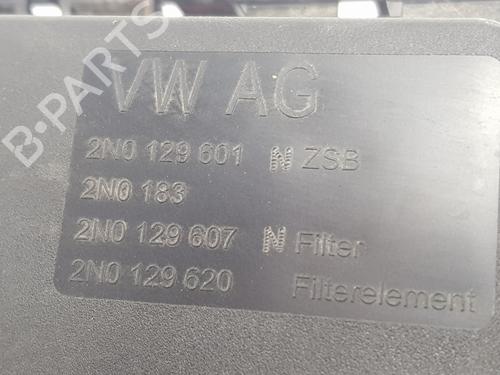 VW AG
2N0 129 601 N ZSB
2N0 183
2N0 129 607 N Filter
2N0 129 620 Filterelement
B-PARTS